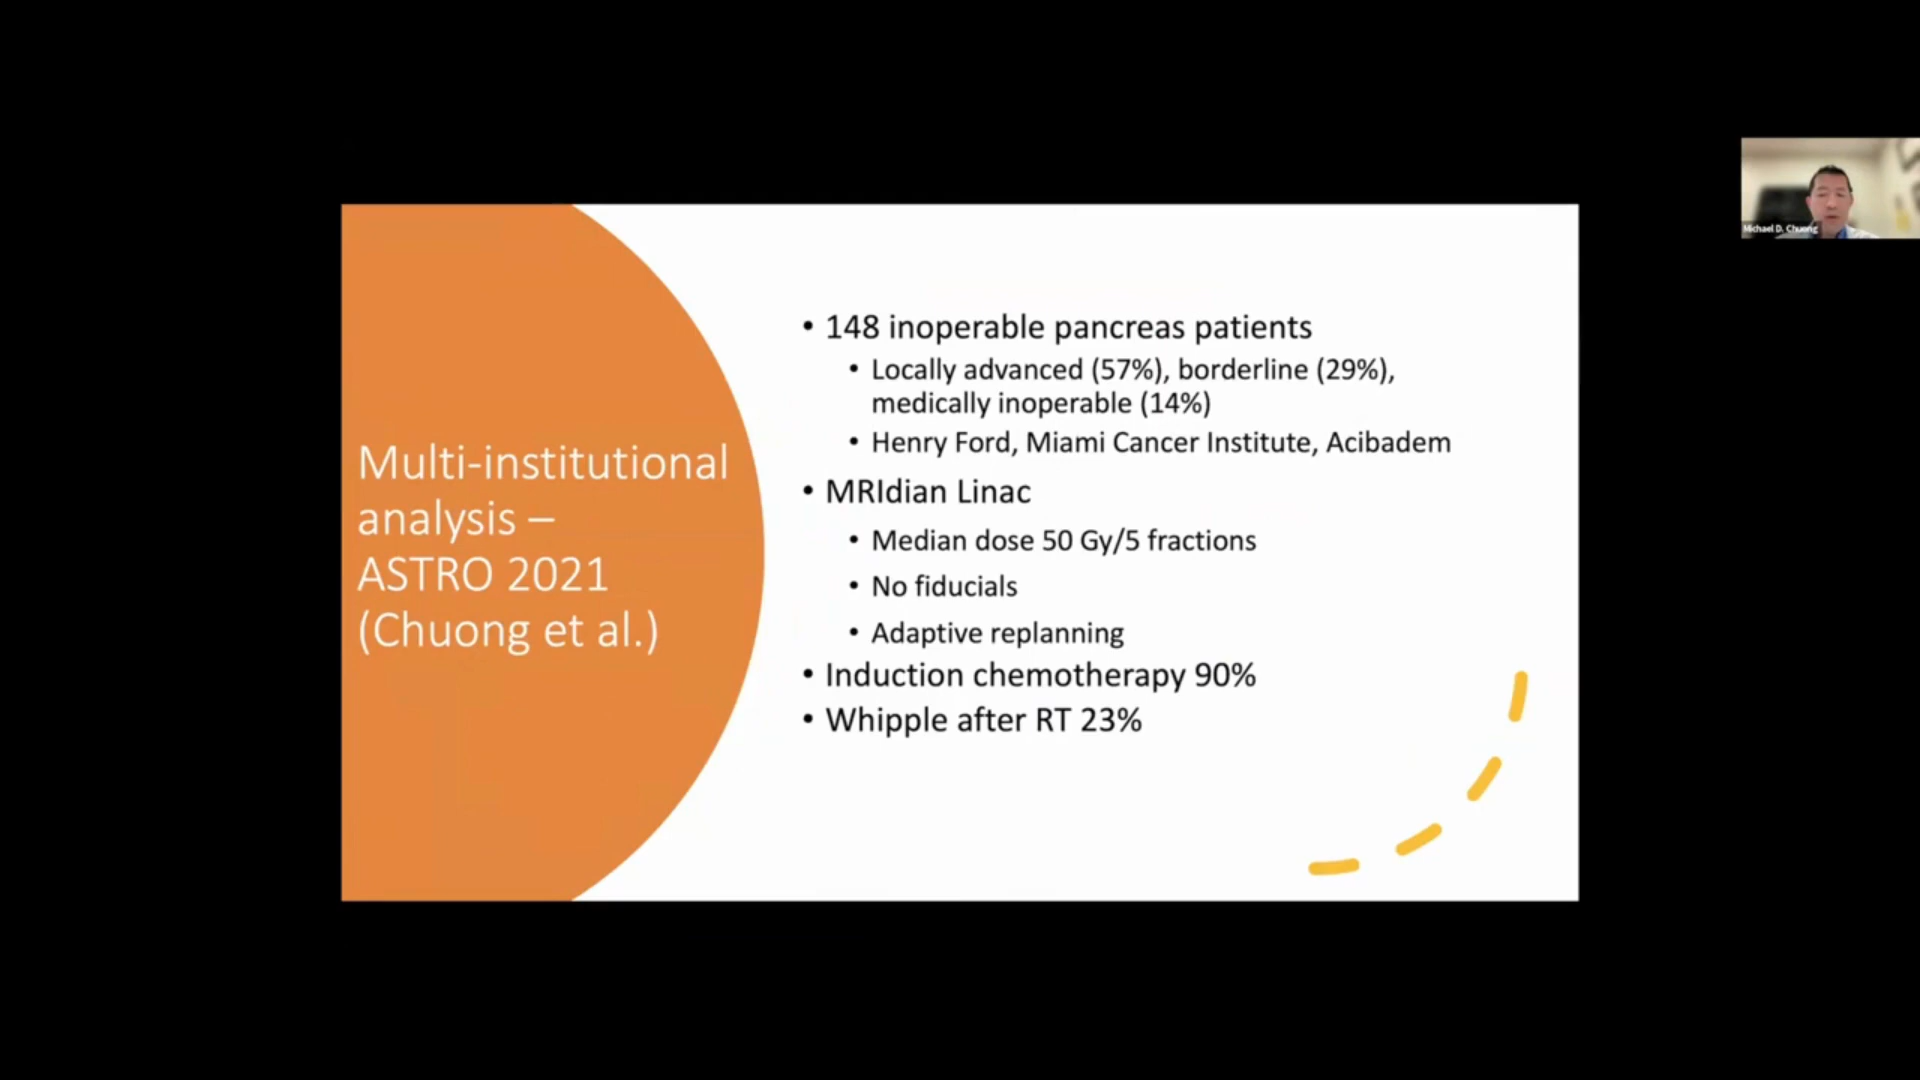 Multi-institutional
analysis –
ASTRO 2021
(Chuong et al.)
• 148 inoperable pancreas patients
• Locally advanced (57%), borderline (29%),
medically inoperable (14%)
• Henry Ford, Miami Cancer Institute, Acibadem
• MRIdian Linac
• Median dose 50 Gy/5 fractions
• No fiducials
• Adaptive replanning
• Induction chemotherapy 90%
• Whipple after RT 23%
Michael D. Chuong